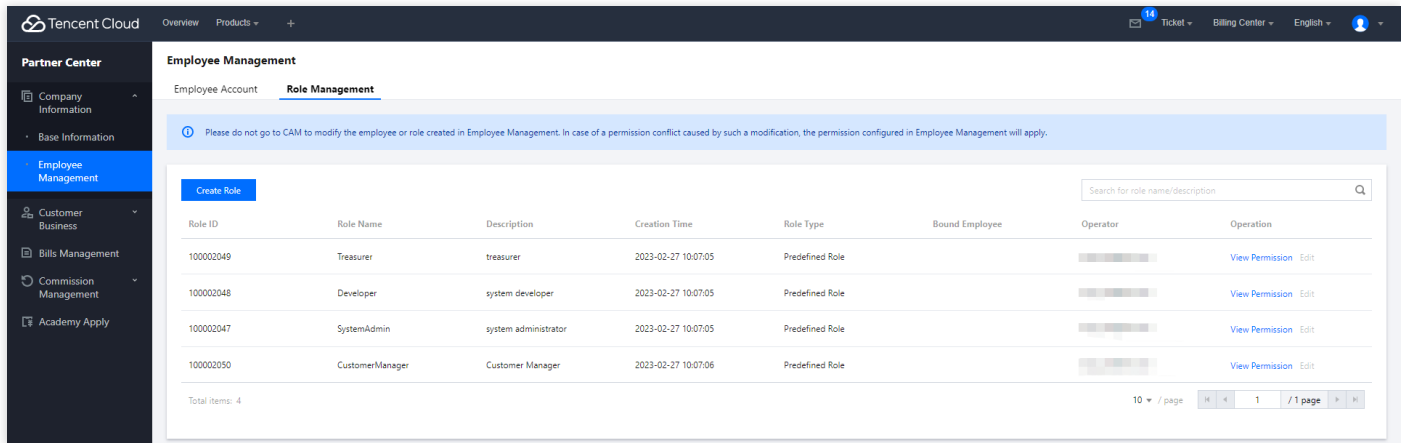 Tencent Cloud Overview Products + 14 Ticket Billing Center English
Partner Center
Company
Information
Base Information
Employee
Management
Customer
Business
Bills Management
Commission
Management
Academy Apply
Employee Management
Employee Account Role Management
Please do not go to CAM to modify the employee or role created in Employee Management. In case of a permission conflict caused by such a modification, the permission configured in Employee Management will apply.
Create Role Search for role name/description
Role ID Role Name Description Creation Time Role Type Bound Employee Operator Operation
100002049 Treasurer treasurer 2023-02-27 10:07:05 Predefined Role View Permission Edit
100002048 Developer system developer 2023-02-27 10:07:05 Predefined Role View Permission Edit
100002047 SystemAdmin system administrator 2023-02-27 10:07:05 Predefined Role View Permission Edit
100002050 CustomerManager Customer Manager 2023-02-27 10:07:06 Predefined Role View Permission Edit
Total items: 4 10 / page 1 / 1 page